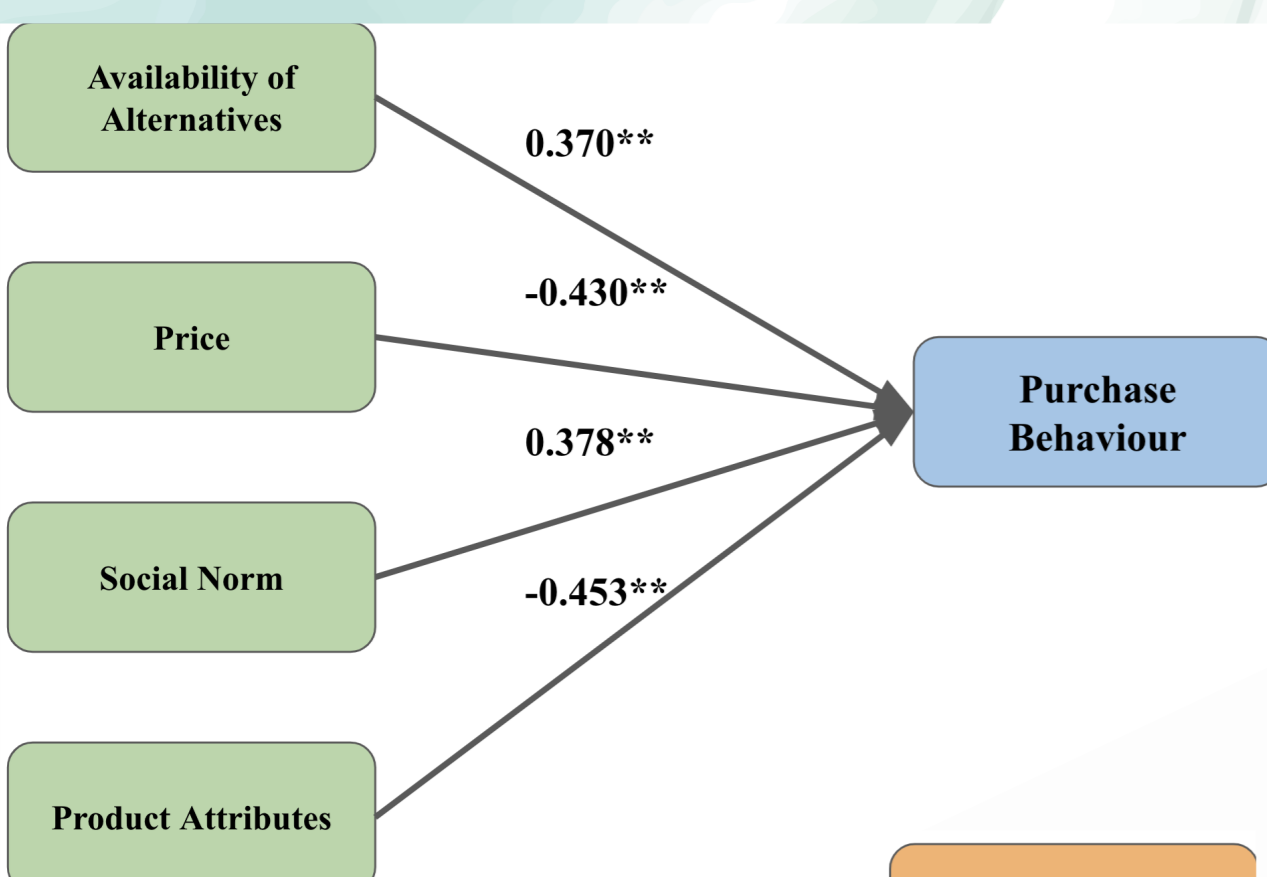 Availability of
Alternatives
0.370**
-0.430**
Price
Purchase
Behaviour
0.378**
Social Norm
-0.453**
Product Attributes